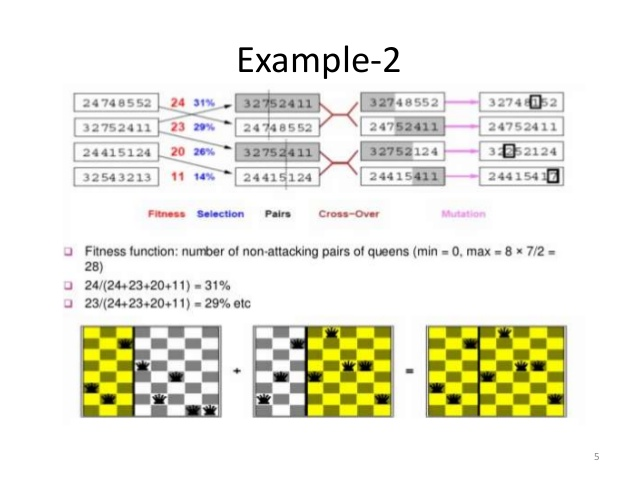 Example-2
24748552 24 31% 32752411 32748552 32748152
32752411 23 29% 24748552 24752411 24752411
24415124 20 26% 32752411 32752124 32252124
32543213 11 14% 24415124 24415411 24415417
Fitness Selection Pairs Cross-Over Mutation
Fitness function: number of non-attacking pairs of queens (min = 0, max = 8 × 7/2 =
28)
24/(24+23+20+11) = 31%
23/(24+23+20+11) = 29% etc
+ =
5